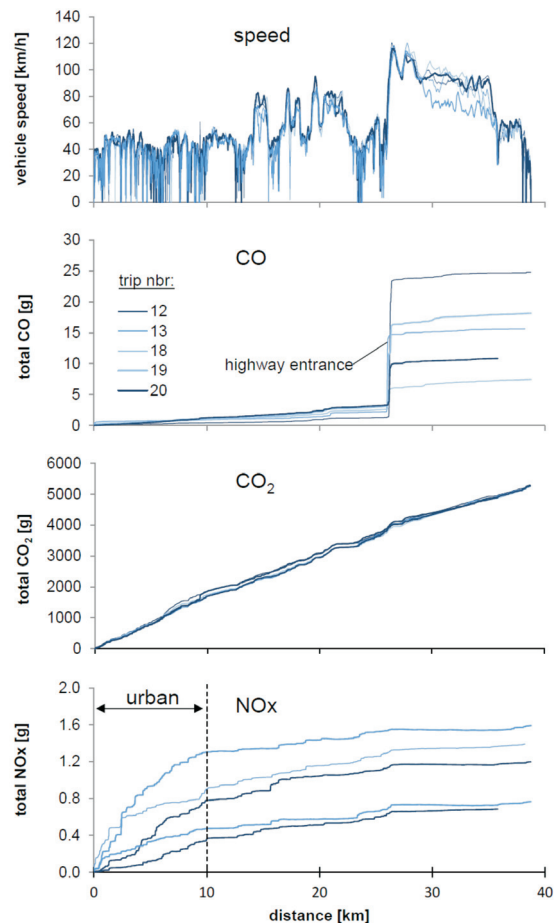 speed
vehicle speed [km/h]
140
120
100
80
60
40
20
0
CO
total CO [g]
30
25
20
15
10
5
0
trip nbr:
12
13
18
19
20
highway entrance
CO₂
total CO₂ [g]
6000
5000
4000
3000
2000
1000
0
NOx
urban
total NOx [g]
2.0
1.6
1.2
0.8
0.4
0.0
0 10 20 30 40
distance [km]